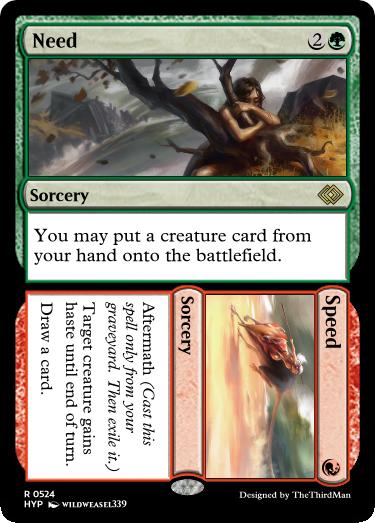 Need 2
Sorcery
You may put a creature card from
your hand onto the battlefield.
Speed
Sorcery
Aftermath (Cast this
spell only from your
graveyard. Then exile it.)
Target creature gains
haste until end of turn.
Draw a card.
R 0524
HYP WILDWEASEL339
Designed by TheThirdMan